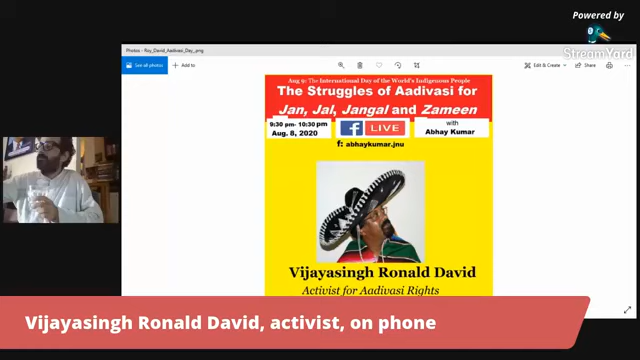 Powered by
StreamYard
Photos - Roy_David_Aadivasi_Day_.png
See all photos
Add to
Edit & Create
Share
Aug 9: The International Day of the World's Indigenous People
The Struggles of Aadivasi for
Jan, Jal, Jangal and Zameen
9:30 pm- 10:30 pm
Aug. 8, 2020
f LIVE
with
Abhay Kumar
f: abhaykumar.jnu
Vijayasingh Ronald David
Activist for Aadivasi Rights
Vijayasingh Ronald David, activist, on phone